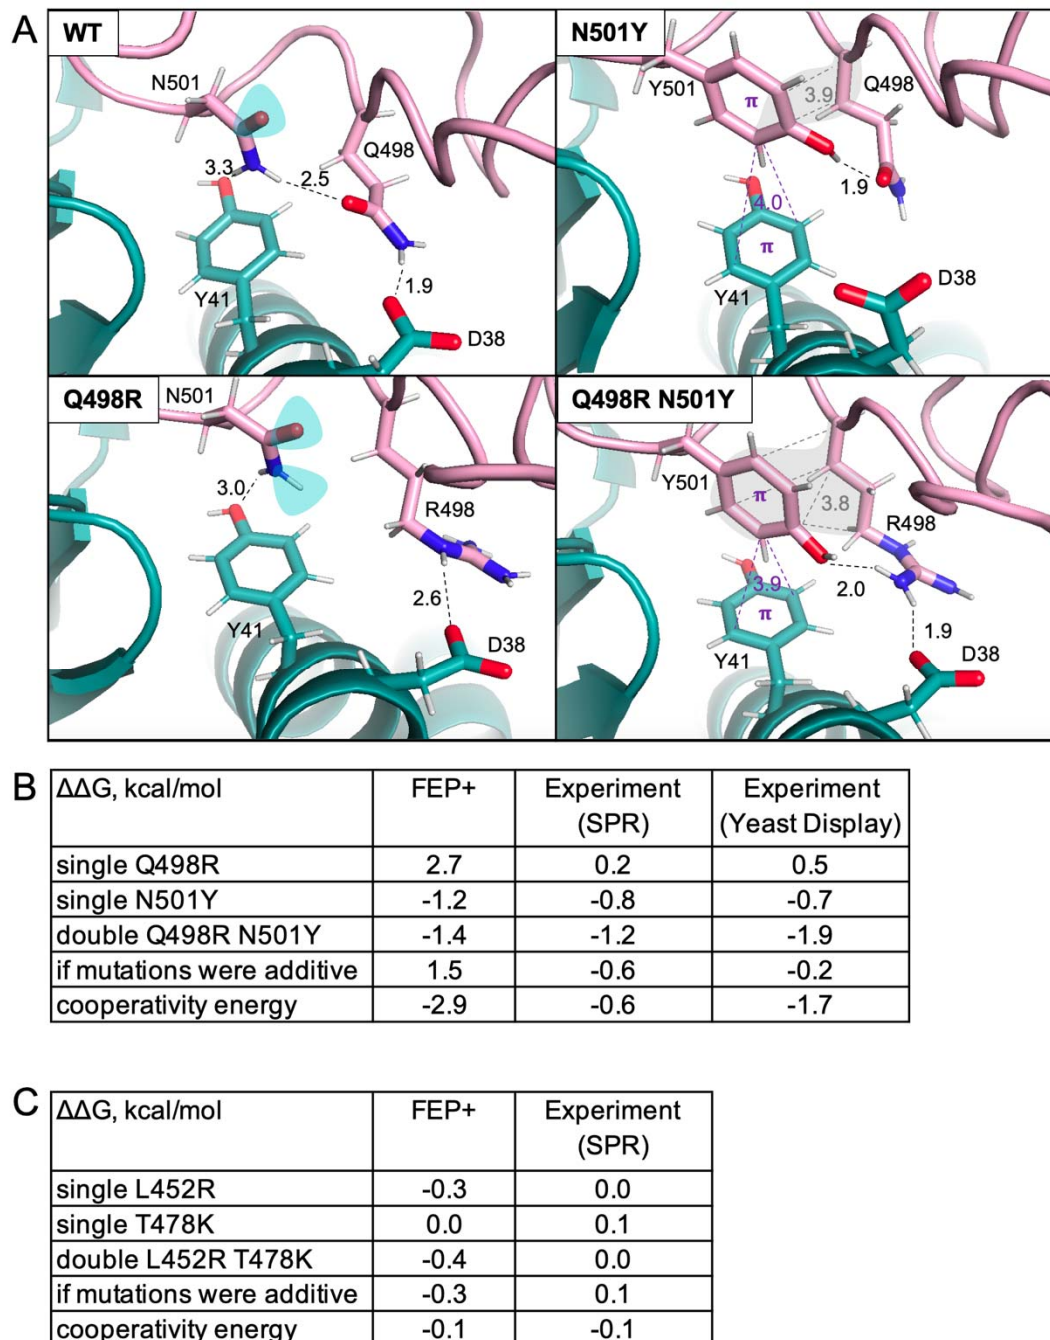 A
WT
N501
Q498
3.3
2.5
1.9
Y41
D38
N501Y
Y501
π
3.9
Q498
1.9
4.0
π
Y41
D38
Q498R
N501
3.0
R498
2.6
Y41
D38
Q498R N501Y
Y501
π
3.8
R498
3.9
2.0
π
1.9
Y41
D38
B
ΔΔG, kcal/mol FEP+ Experiment (SPR) Experiment (Yeast Display)
single Q498R 2.7 0.2 0.5
single N501Y -1.2 -0.8 -0.7
double Q498R N501Y -1.4 -1.2 -1.9
if mutations were additive 1.5 -0.6 -0.2
cooperativity energy -2.9 -0.6 -1.7
C
ΔΔG, kcal/mol FEP+ Experiment (SPR)
single L452R -0.3 0.0
single T478K 0.0 0.1
double L452R T478K -0.4 0.0
if mutations were additive -0.3 0.1
cooperativity energy -0.1 -0.1